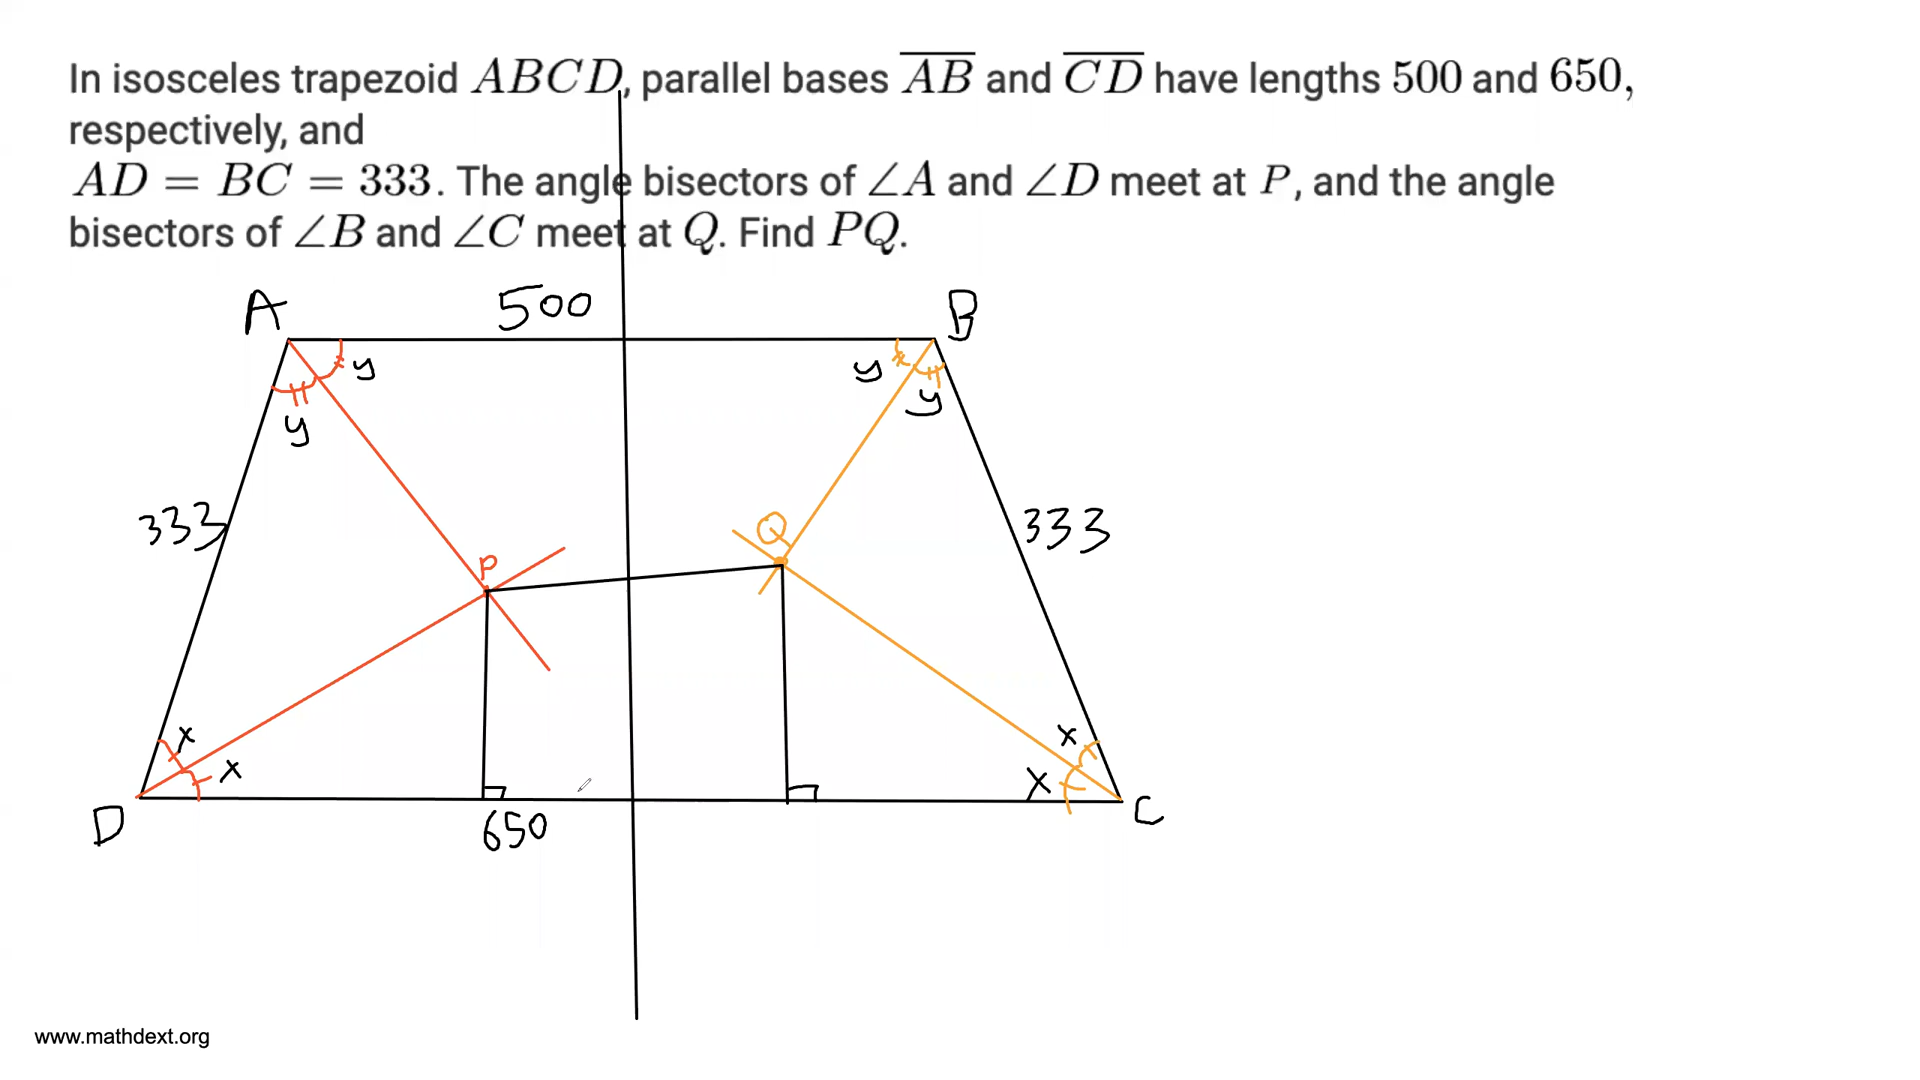 In isosceles trapezoid ABCD, parallel bases AB and CD have lengths 500 and 650,
respectively, and
AD = BC = 333. The angle bisectors of ∠A and ∠D meet at P, and the angle
bisectors of ∠B and ∠C meet at Q. Find PQ.
A 500 B
y y
y y
333 P Q 333
x x
x x
D 650 C
www.mathdext.org